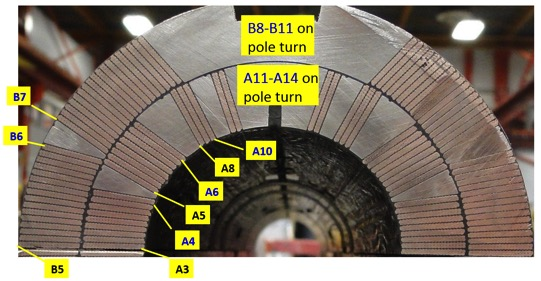 B8-B11 on
pole turn
A11-A14 on
pole turn
B7
B6
A10
A8
A6
A5
A4
B5
A3